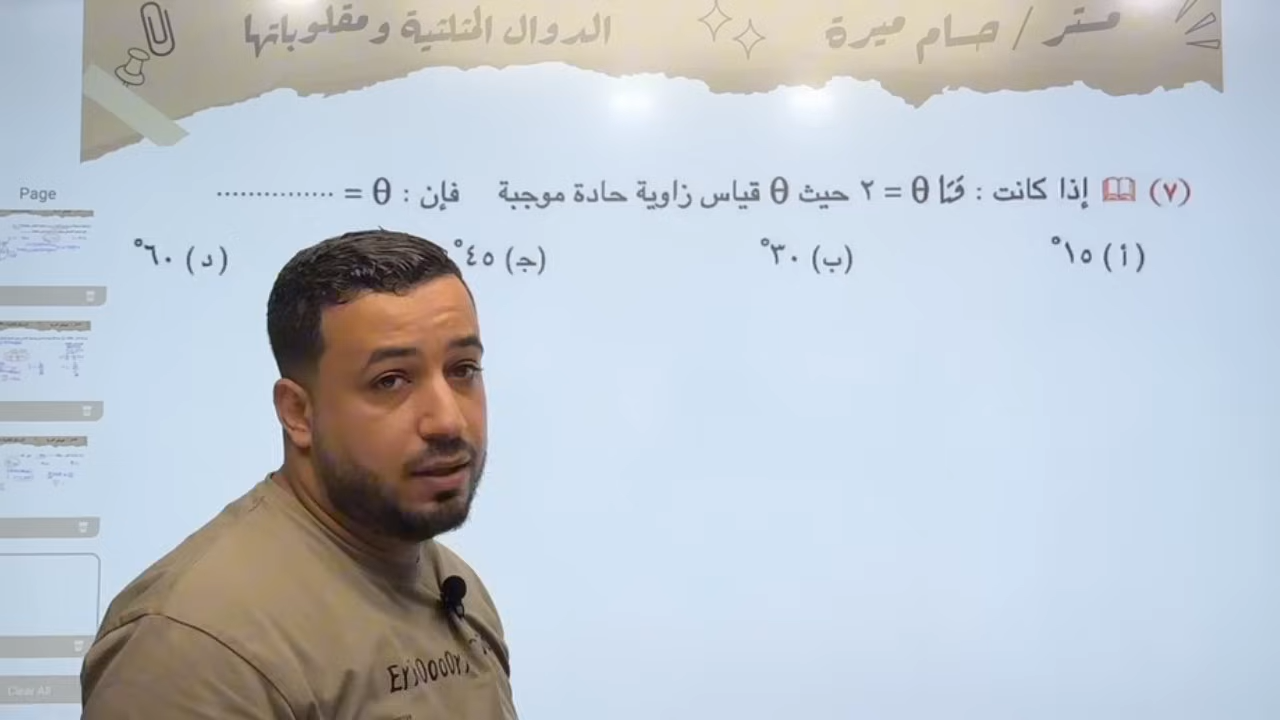 مستر / حسام ميرة
الدوال المثلثية ومقلوباتها
(٧) إذا كانت : قتا θ = ٢ حيث θ قياس زاوية حادة موجبة فإن : θ = ..............
(أ) ١٥° (ب) ٣٠° (جـ) ٤٥° (د) ٦٠°
Page
Clear All